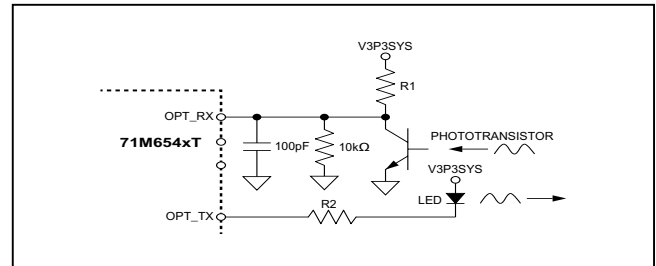 V3P3SYS
R1
OPT_RX
71M654xT
100pF
10kΩ
PHOTOTRANSISTOR
V3P3SYS
LED
R2
OPT_TX